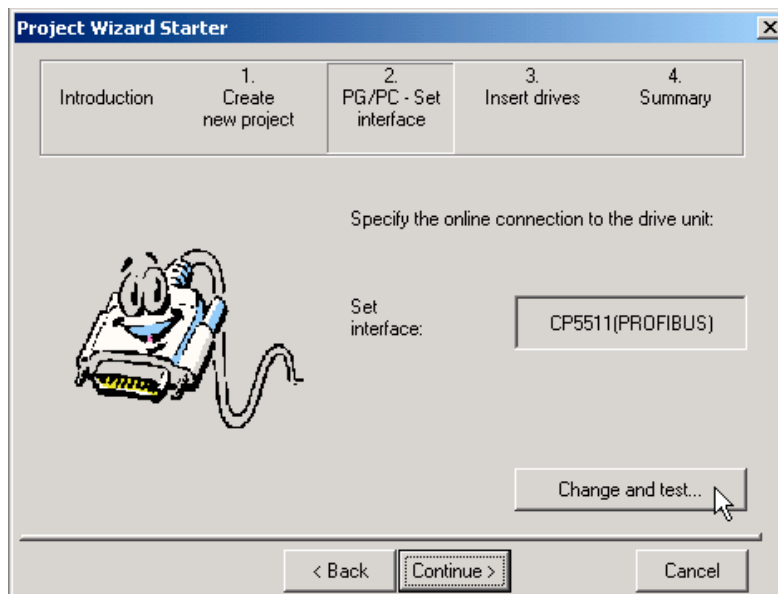 Project Wizard Starter
Introduction
1.
Create
new project
2.
PG/PC - Set
interface
3.
Insert drives
4.
Summary
Specify the online connection to the drive unit:
Set
interface:
CP5511(PROFIBUS)
Change and test...
< Back
Continue >
Cancel